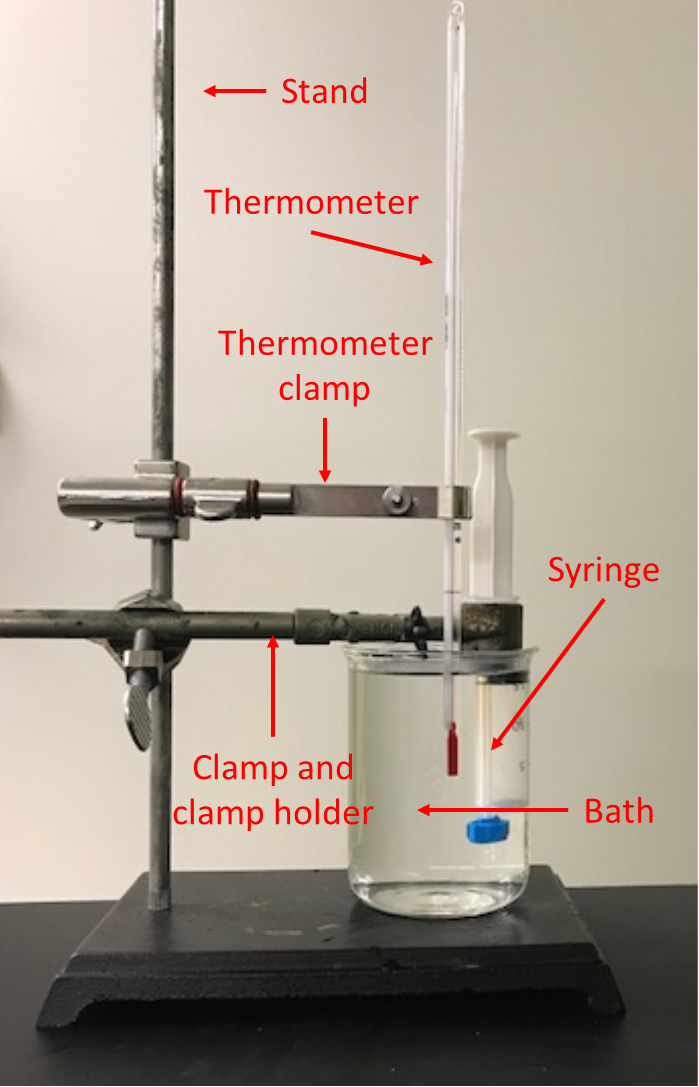 Stand
Thermometer
Thermometer
clamp
Syringe
Clamp and
clamp holder
Bath